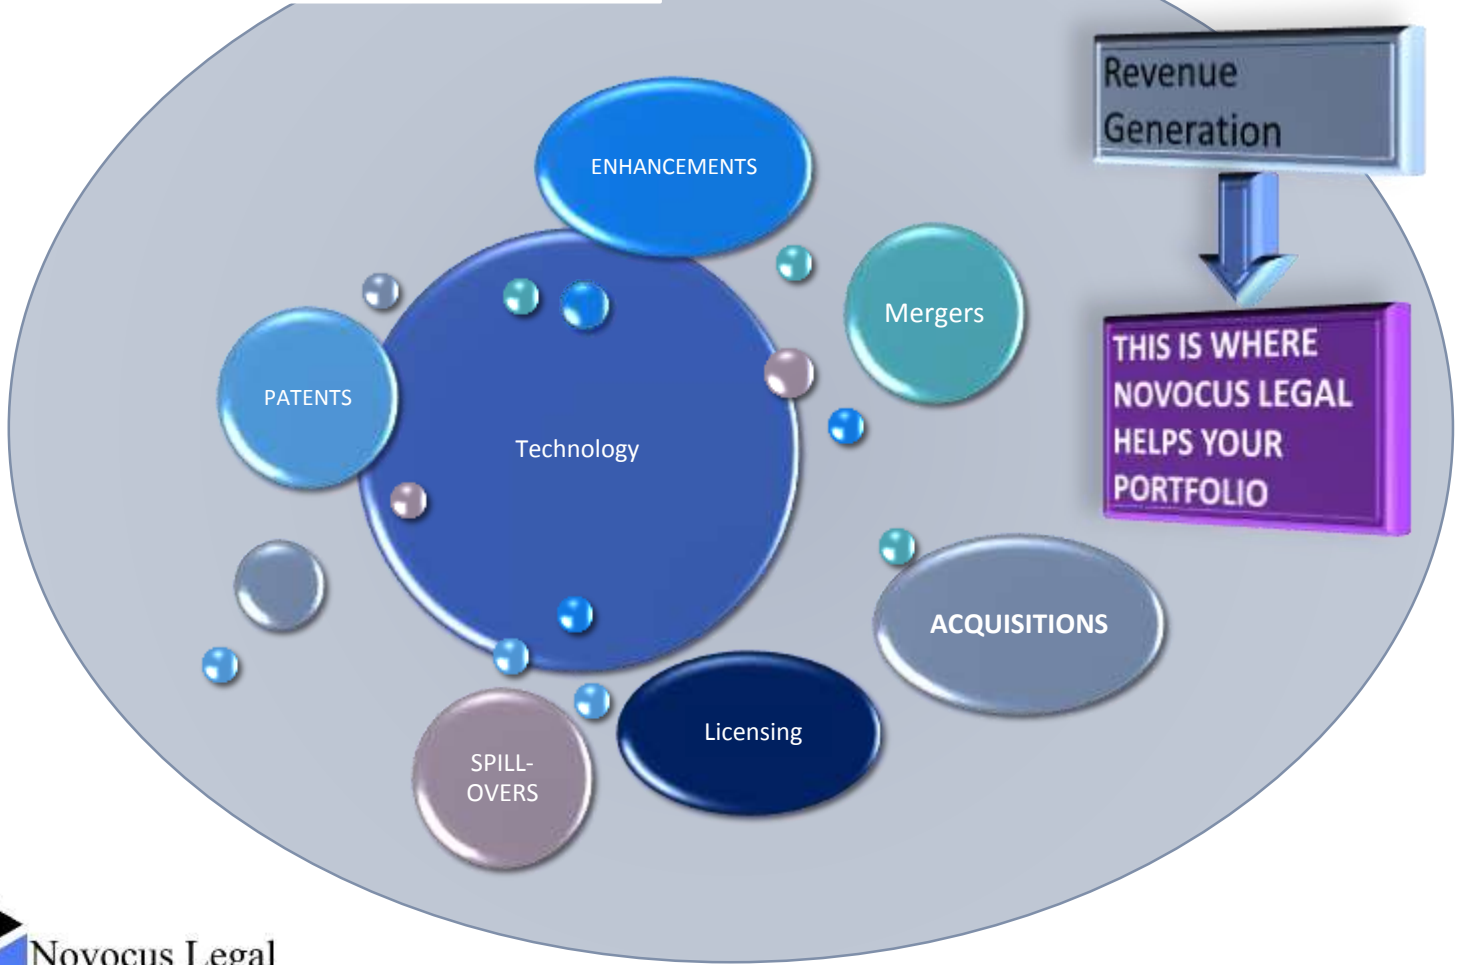 Revenue
Generation
ENHANCEMENTS
Mergers
THIS IS WHERE
NOVOCUS LEGAL
HELPS YOUR
PORTFOLIO
PATENTS
Technology
ACQUISITIONS
Licensing
SPILL-
OVERS
Novocus Legal